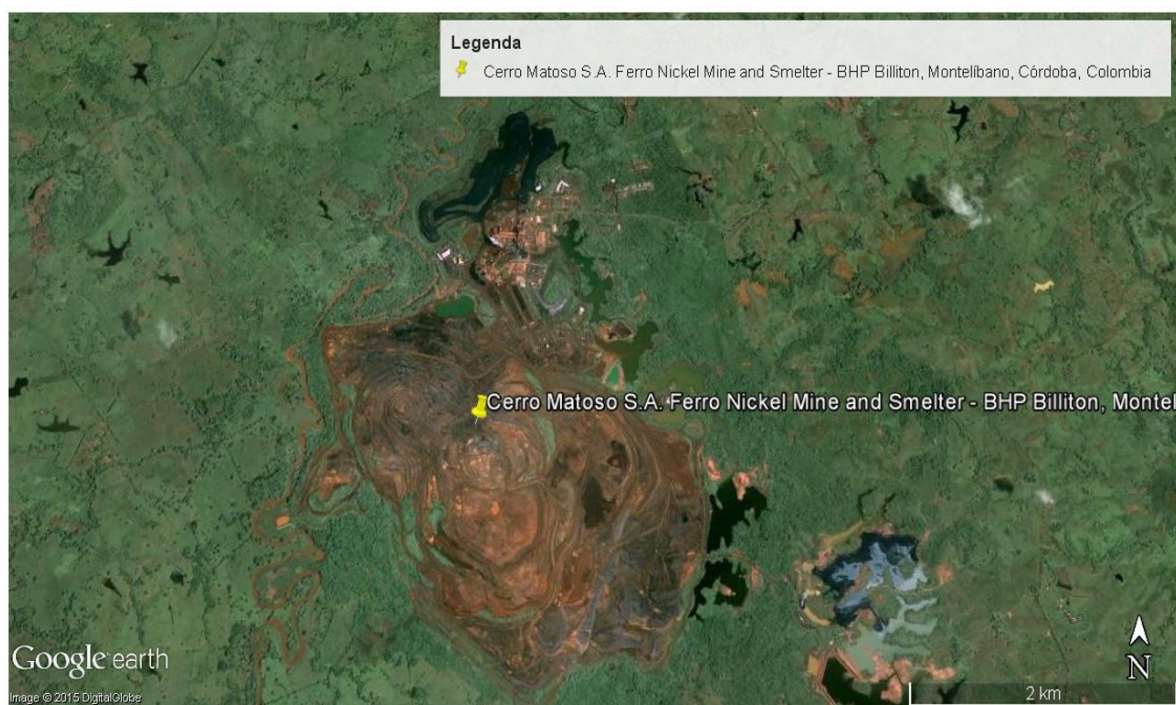 Legenda
Cerro Matoso S.A. Ferro Nickel Mine and Smelter - BHP Billiton, Montelíbano, Córdoba, Colombia
Cerro Matoso S.A. Ferro Nickel Mine and Smelter - BHP Billiton, Montel
Google earth
N
Image © 2015 DigitalGlobe
2 km